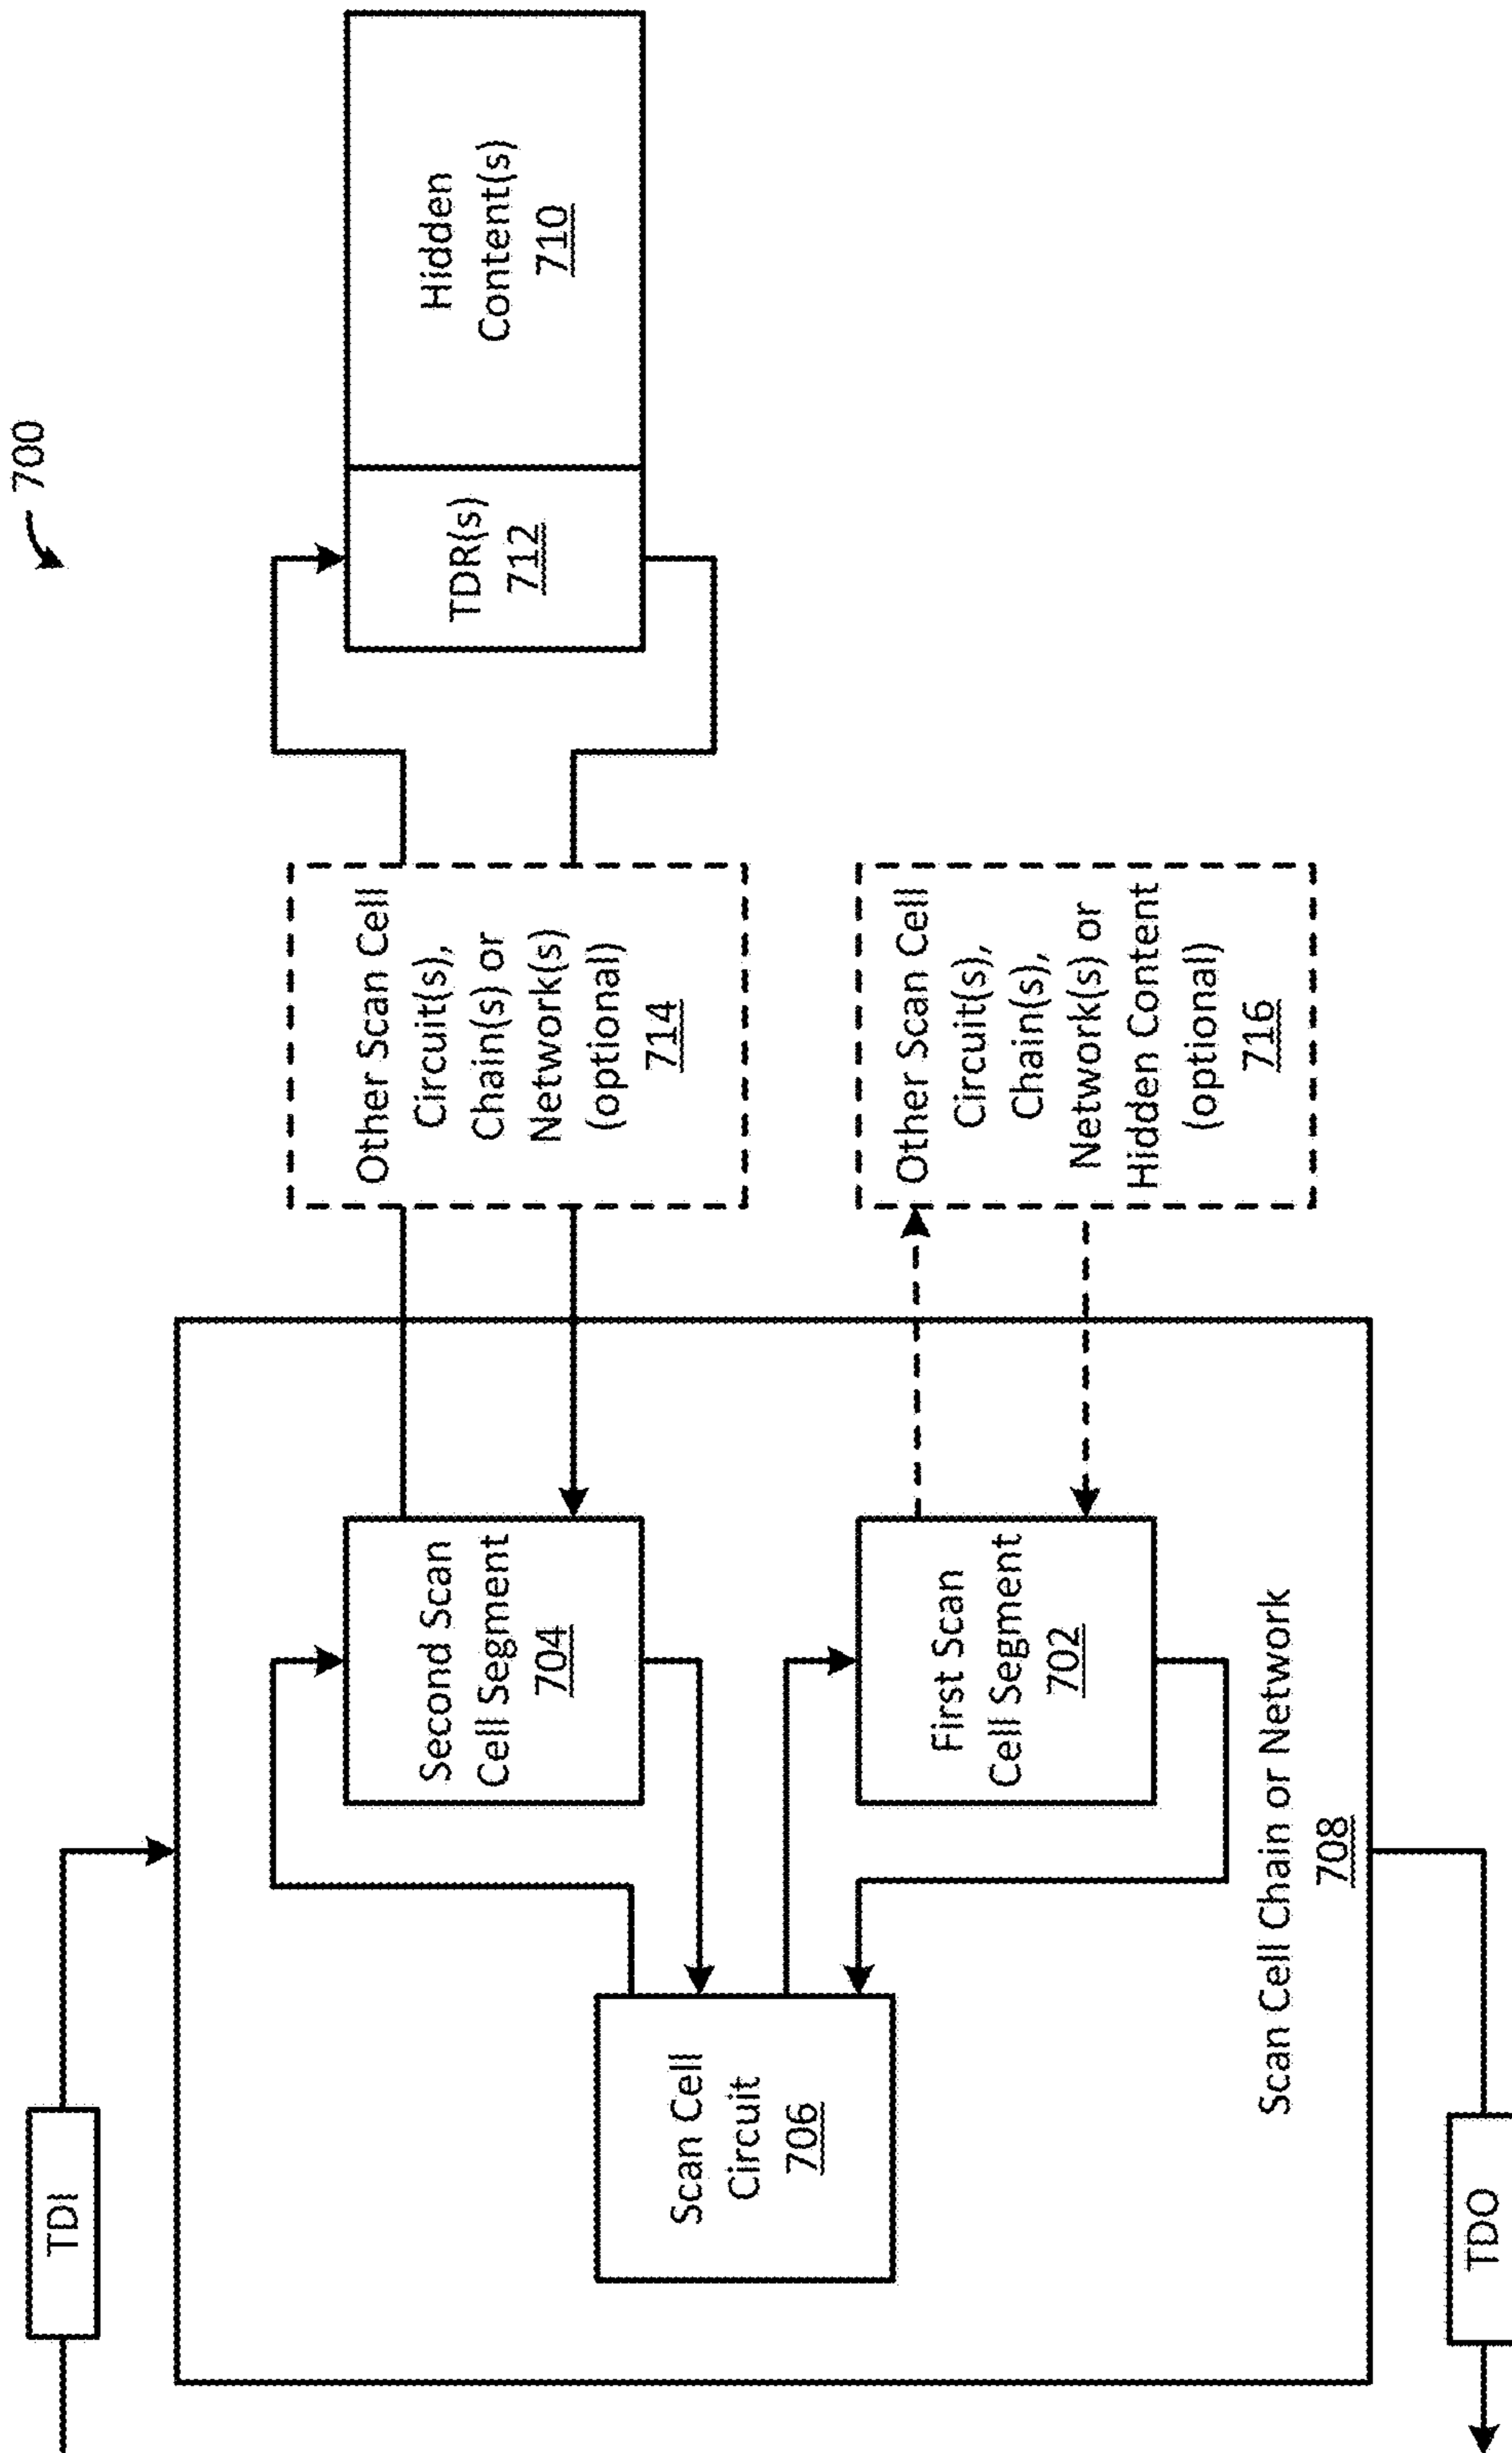 700
TDI
Second Scan
Cell Segment
704
Other Scan Cell
Circuit(s),
Chain(s) or
Network(s)
(optional)
714
TDR(s)
712
Hidden
Content(s)
710
Scan Cell
Circuit
706
First Scan
Cell Segment
702
Other Scan Cell
Circuit(s),
Chain(s),
Network(s) or
Hidden Content
(optional)
716
Scan Cell Chain or Network
708
TDO